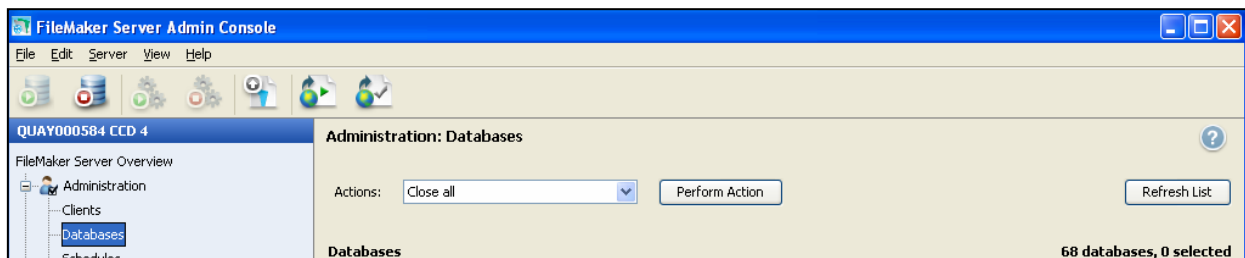 FileMaker Server Admin Console
File Edit Server View Help
QUAY000584 CCD 4
FileMaker Server Overview
Administration
Clients
Databases
Schedules
Administration: Databases
?
Actions: Close all Perform Action Refresh List
Databases 68 databases, 0 selected